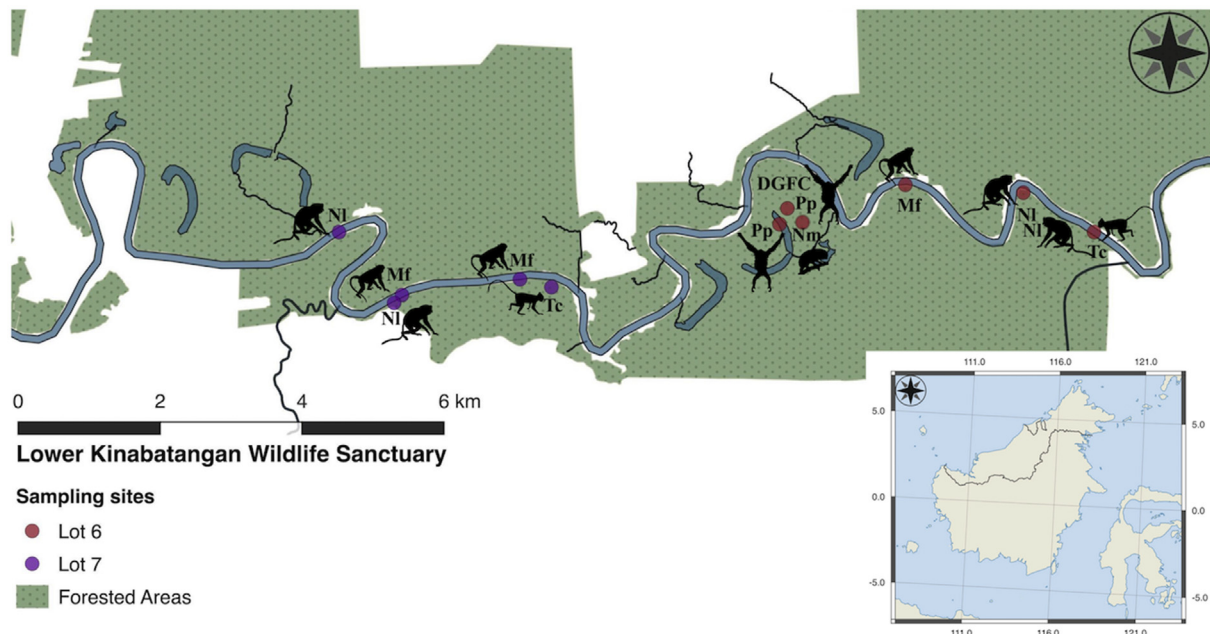 DGFC
Pp
Mf
Nl
Pp
Nm
Nl
Nl
Tc
Mf
Mf
Tc
Nl
0 2 4 6 km
Lower Kinabatangan Wildlife Sanctuary
Sampling sites
Lot 6
Lot 7
Forested Areas
111.0 116.0 121.0
5.0 5.0
0.0 0.0
-5.0 -5.0
111.0 116.0 121.0